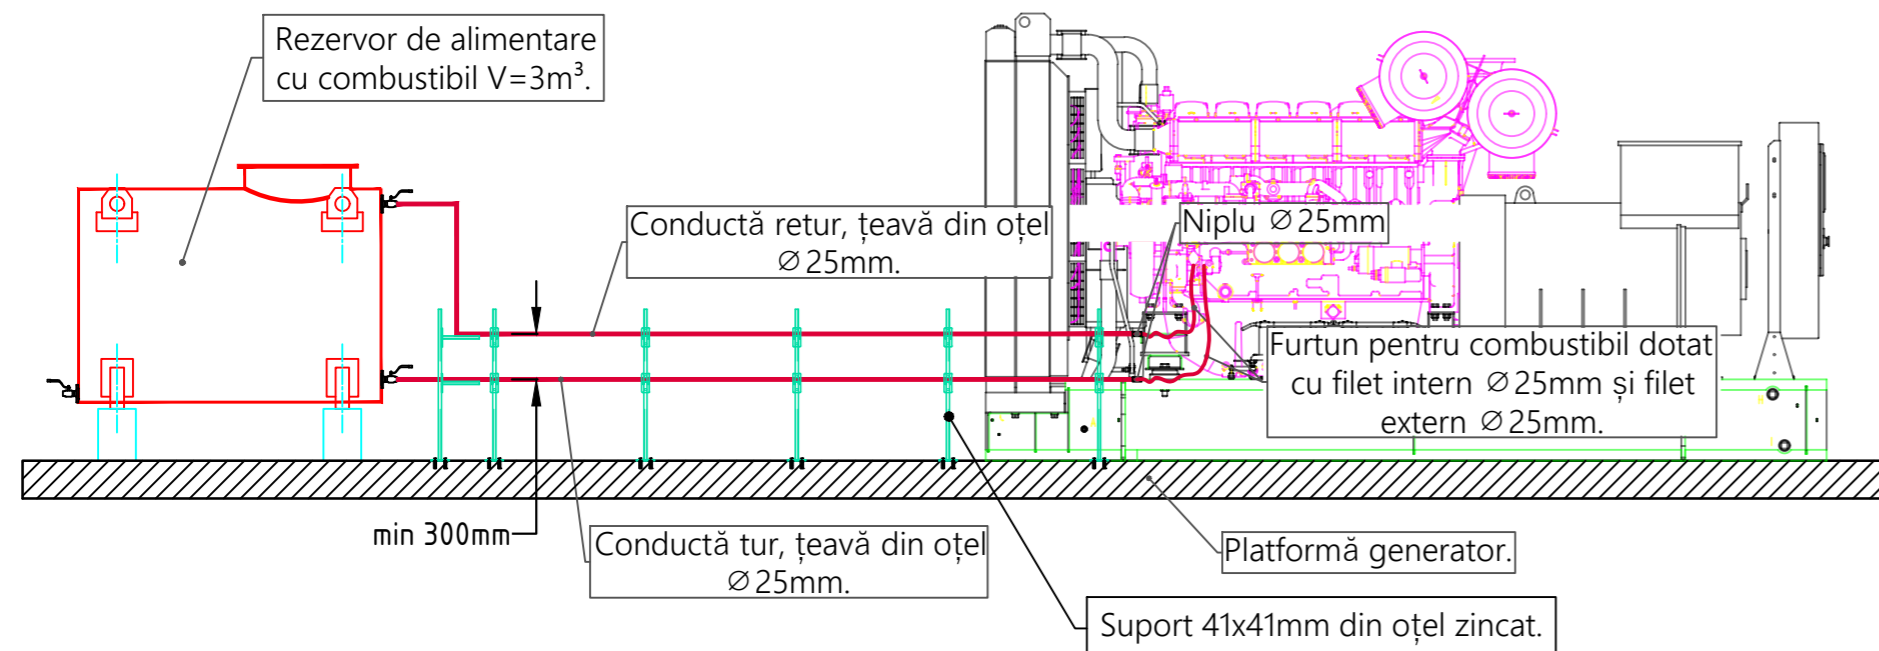 Rezervor de alimentare
cu combustibil V=3m³.
Conductă retur, țeavă din oțel
∅25mm.
Niplu ∅25mm
Furtun pentru combustibil dotat
cu filet intern ∅25mm și filet
extern ∅25mm.
min 300mm
Conductă tur, țeavă din oțel
∅25mm.
Platformă generator.
Suport 41x41mm din oțel zincat.